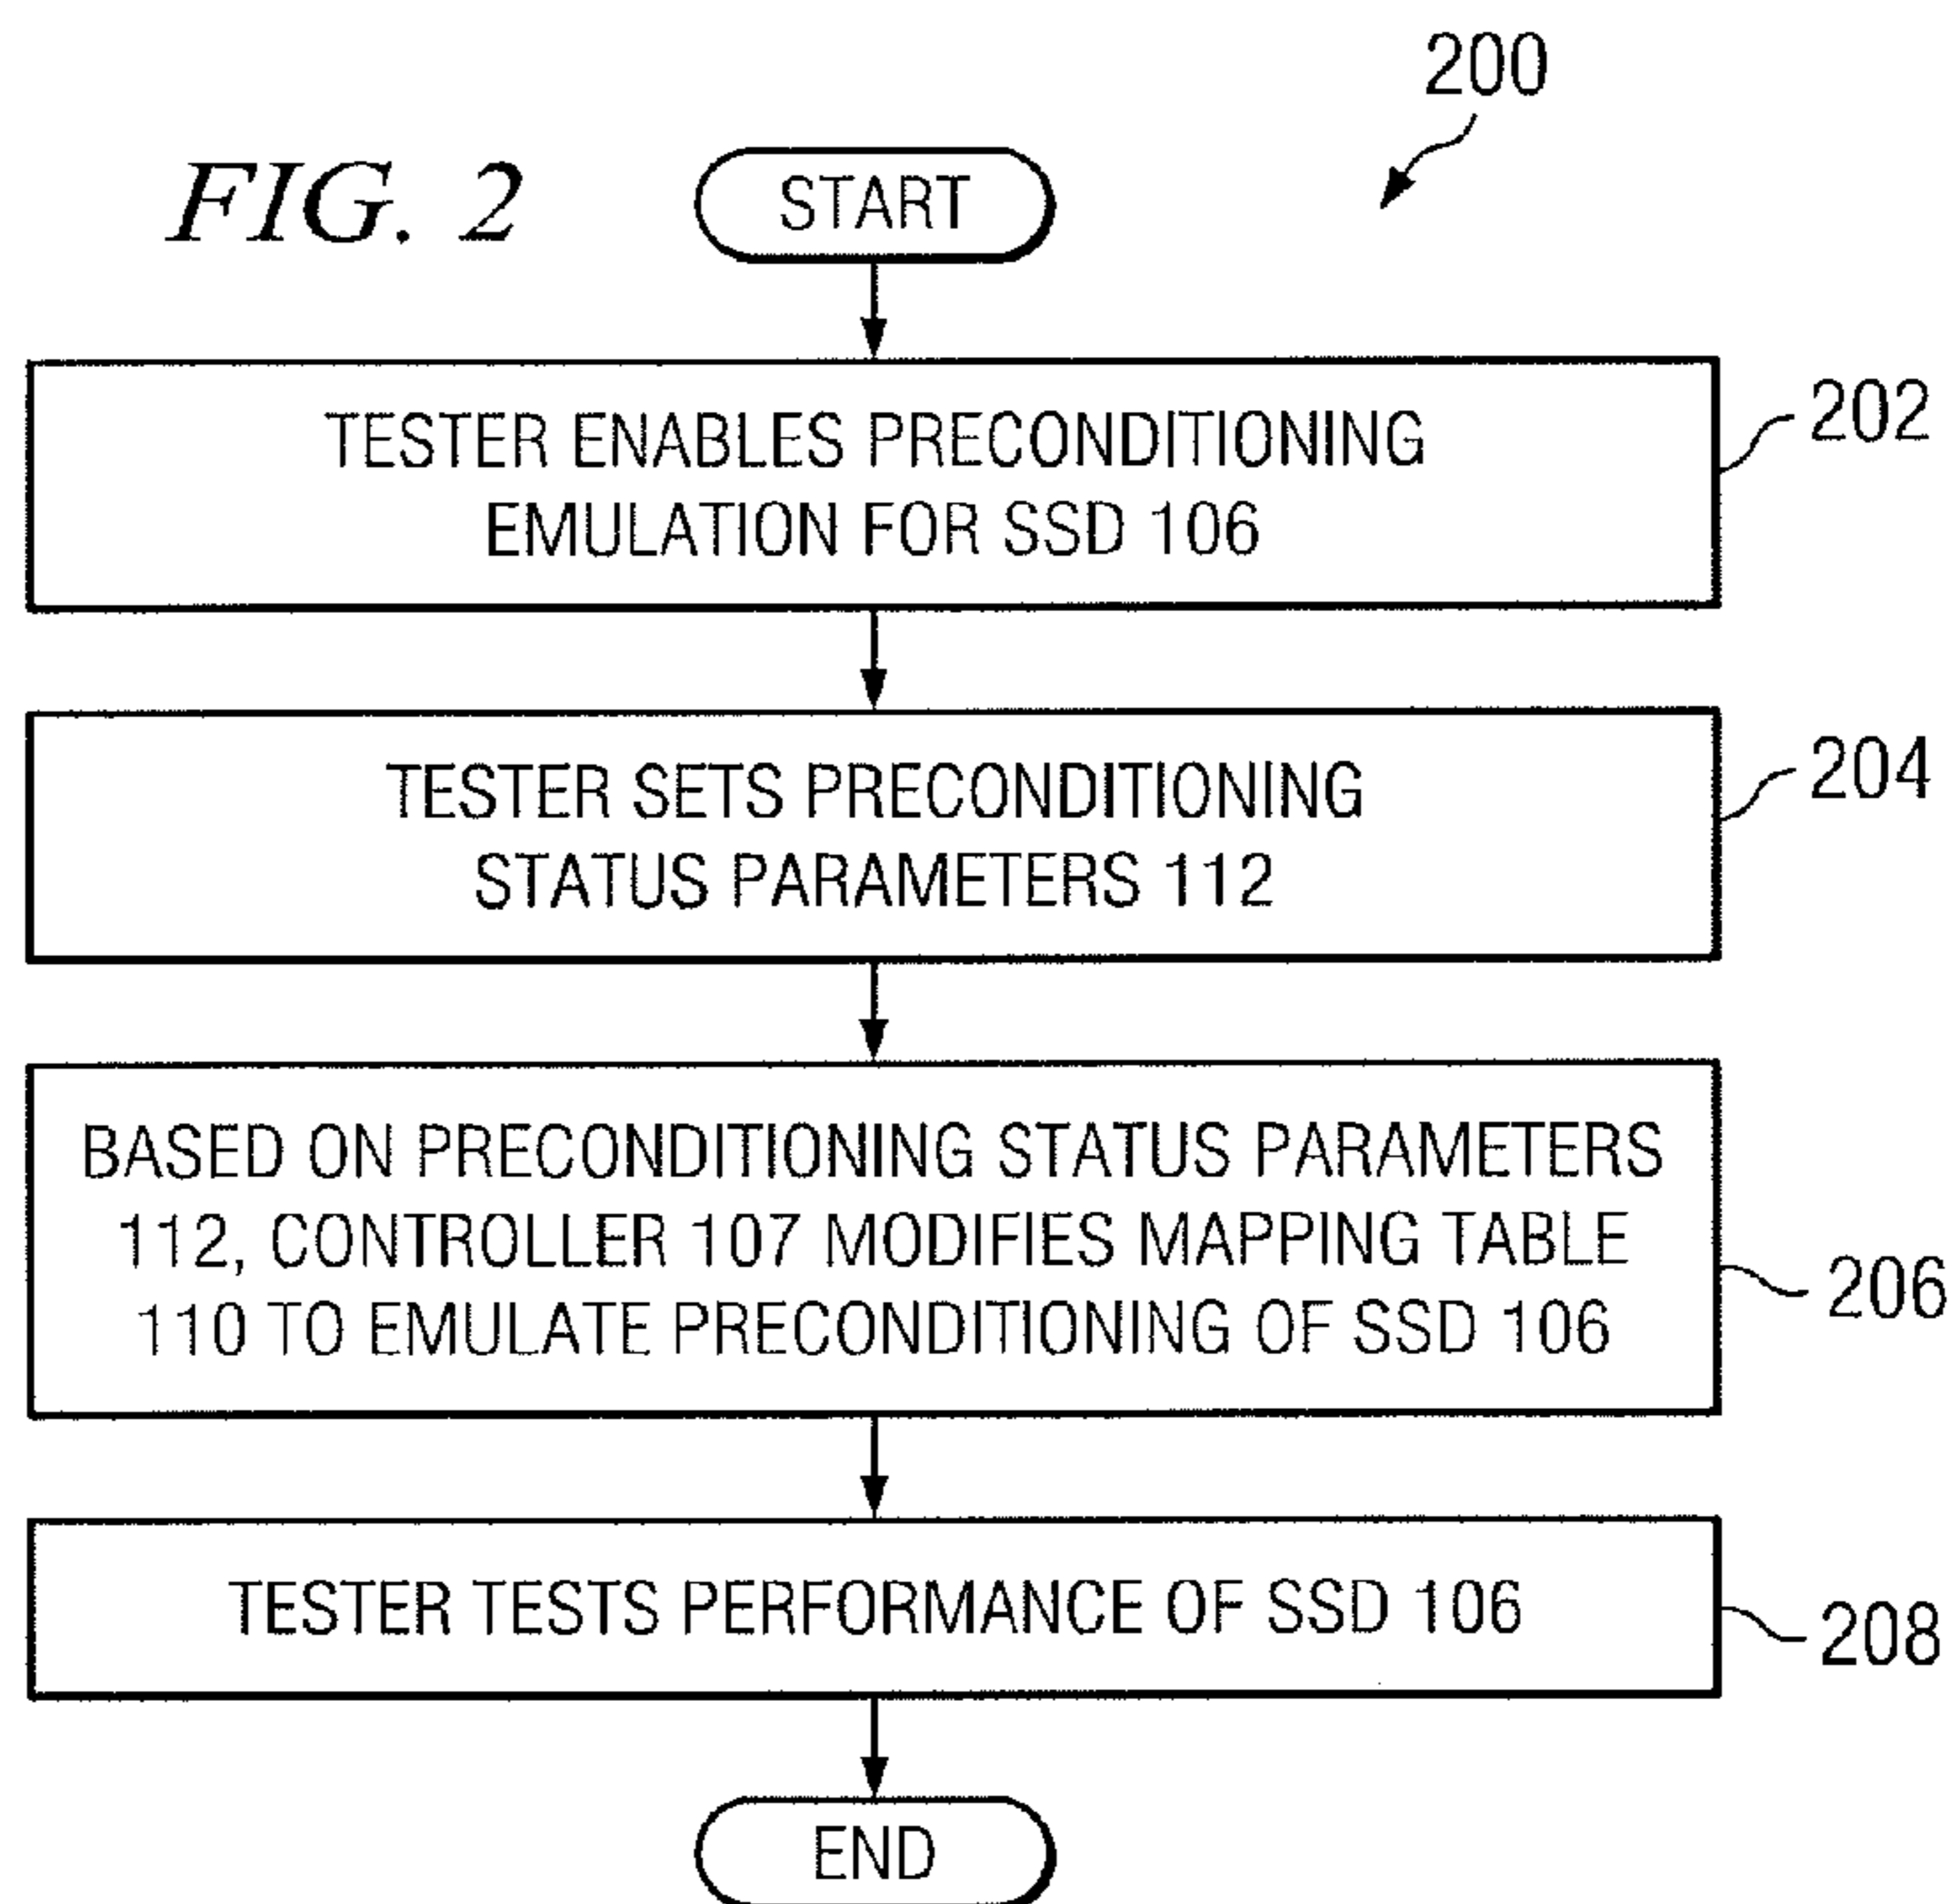 200
FIG. 2
START
TESTER ENABLES PRECONDITIONING
EMULATION FOR SSD 106
202
TESTER SETS PRECONDITIONING
STATUS PARAMETERS 112
204
BASED ON PRECONDITIONING STATUS PARAMETERS
112, CONTROLLER 107 MODIFIES MAPPING TABLE
110 TO EMULATE PRECONDITIONING OF SSD 106
206
TESTER TESTS PERFORMANCE OF SSD 106
208
END